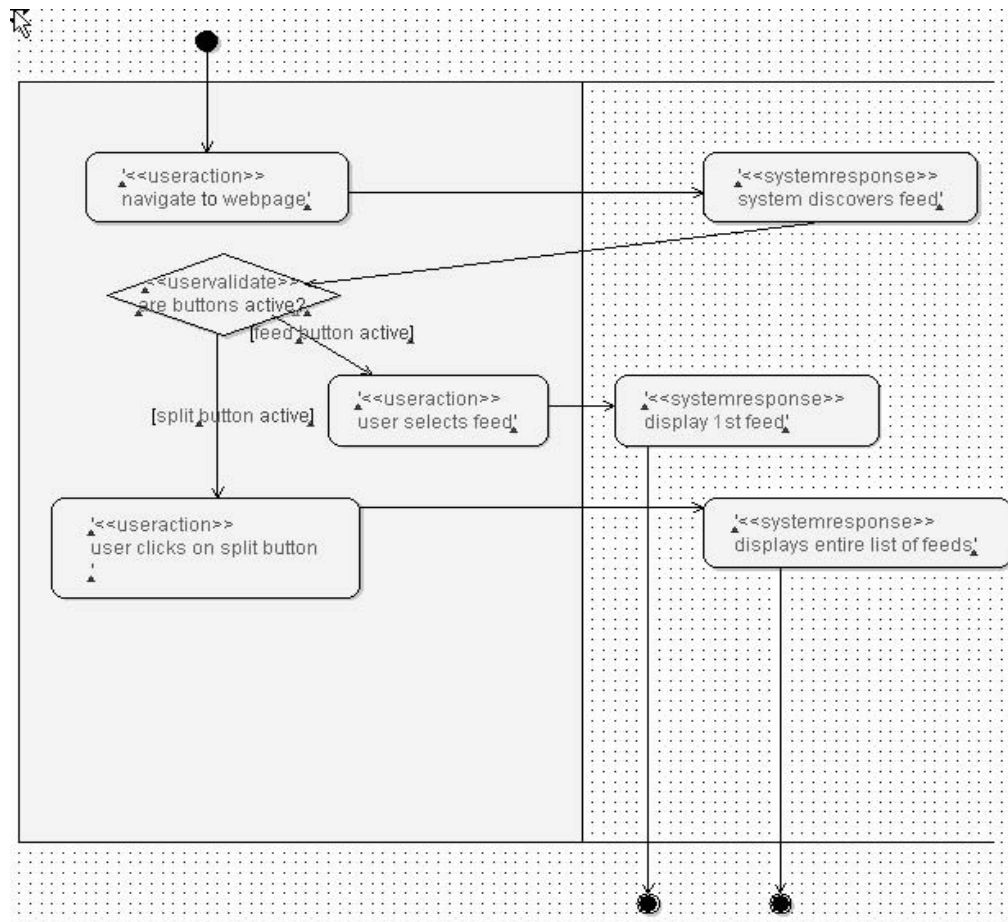 '<<useraction>>
navigate to webpage'
'<<systemresponse>>
system discovers feed'
'<<uservalidate>>
are buttons active?
[feed button active]
'<<useraction>>
user selects feed'
'<<systemresponse>>
display 1st feed'
[split button active]
'<<useraction>>
user clicks on split button
'
'<<systemresponse>>
displays entire list of feeds'